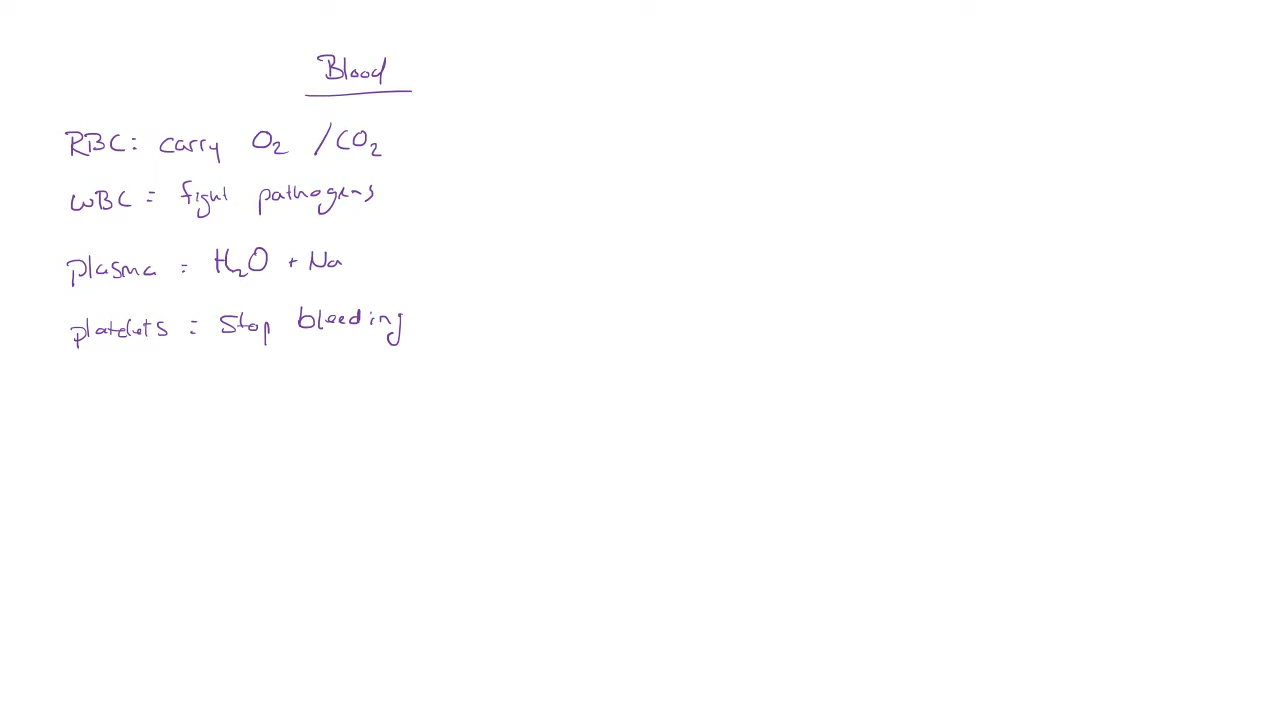 Blood
RBC: carry O₂ /CO₂
WBC = fight pathogens
plasma = H₂O + Na
platelets = Stop bleeding